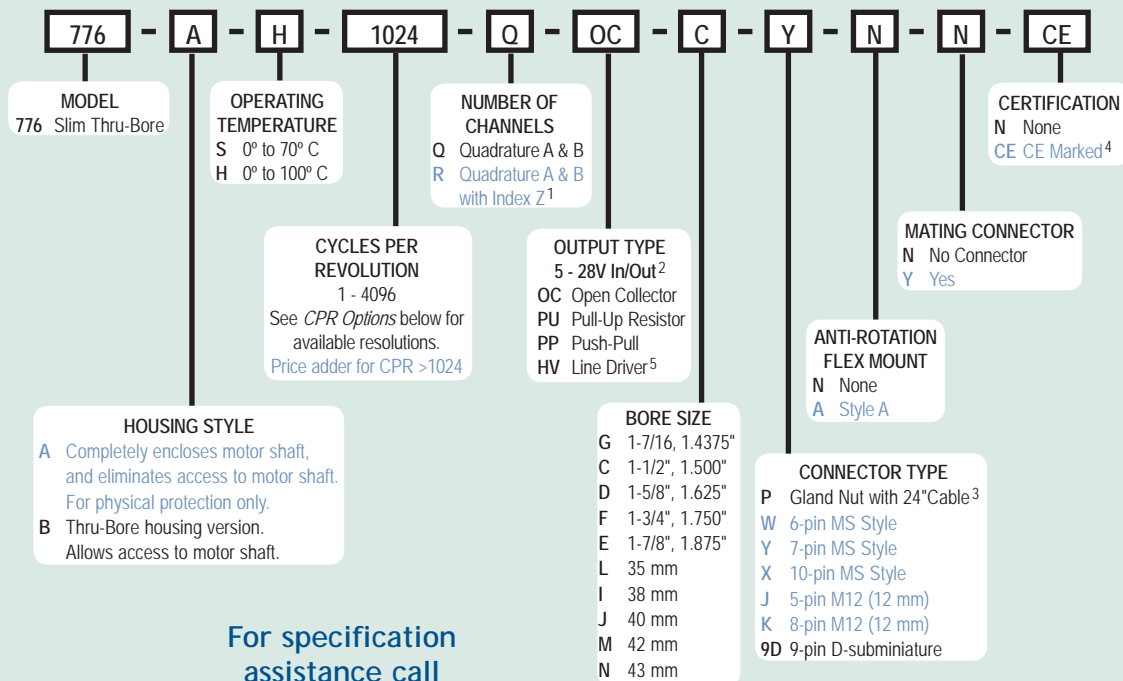 776 - A - H - 1024 - Q - OC - C - Y - N - N - CE
MODEL
776 Slim Thru-Bore
OPERATING
TEMPERATURE
S 0º to 70º C
H 0º to 100º C
NUMBER OF
CHANNELS
Q Quadrature A & B
R Quadrature A & B
with Index Z1
CERTIFICATION
N None
CE CE Marked4
CYCLES PER
REVOLUTION
1 - 4096
See CPR Options below for
available resolutions.
Price adder for CPR >1024
OUTPUT TYPE
5 - 28V In/Out2
OC Open Collector
PU Pull-Up Resistor
PP Push-Pull
HV Line Driver5
MATING CONNECTOR
N No Connector
Y Yes
ANTI-ROTATION
FLEX MOUNT
N None
A Style A
HOUSING STYLE
A Completely encloses motor shaft,
and eliminates access to motor shaft.
For physical protection only.
B Thru-Bore housing version.
Allows access to motor shaft.
BORE SIZE
G 1-7/16, 1.4375"
C 1-1/2", 1.500"
D 1-5/8", 1.625"
F 1-3/4", 1.750"
E 1-7/8", 1.875"
L 35 mm
I 38 mm
J 40 mm
M 42 mm
N 43 mm
CONNECTOR TYPE
P Gland Nut with 24"Cable3
W 6-pin MS Style
Y 7-pin MS Style
X 10-pin MS Style
J 5-pin M12 (12 mm)
K 8-pin M12 (12 mm)
9D 9-pin D-subminiature
For specification
assistance call